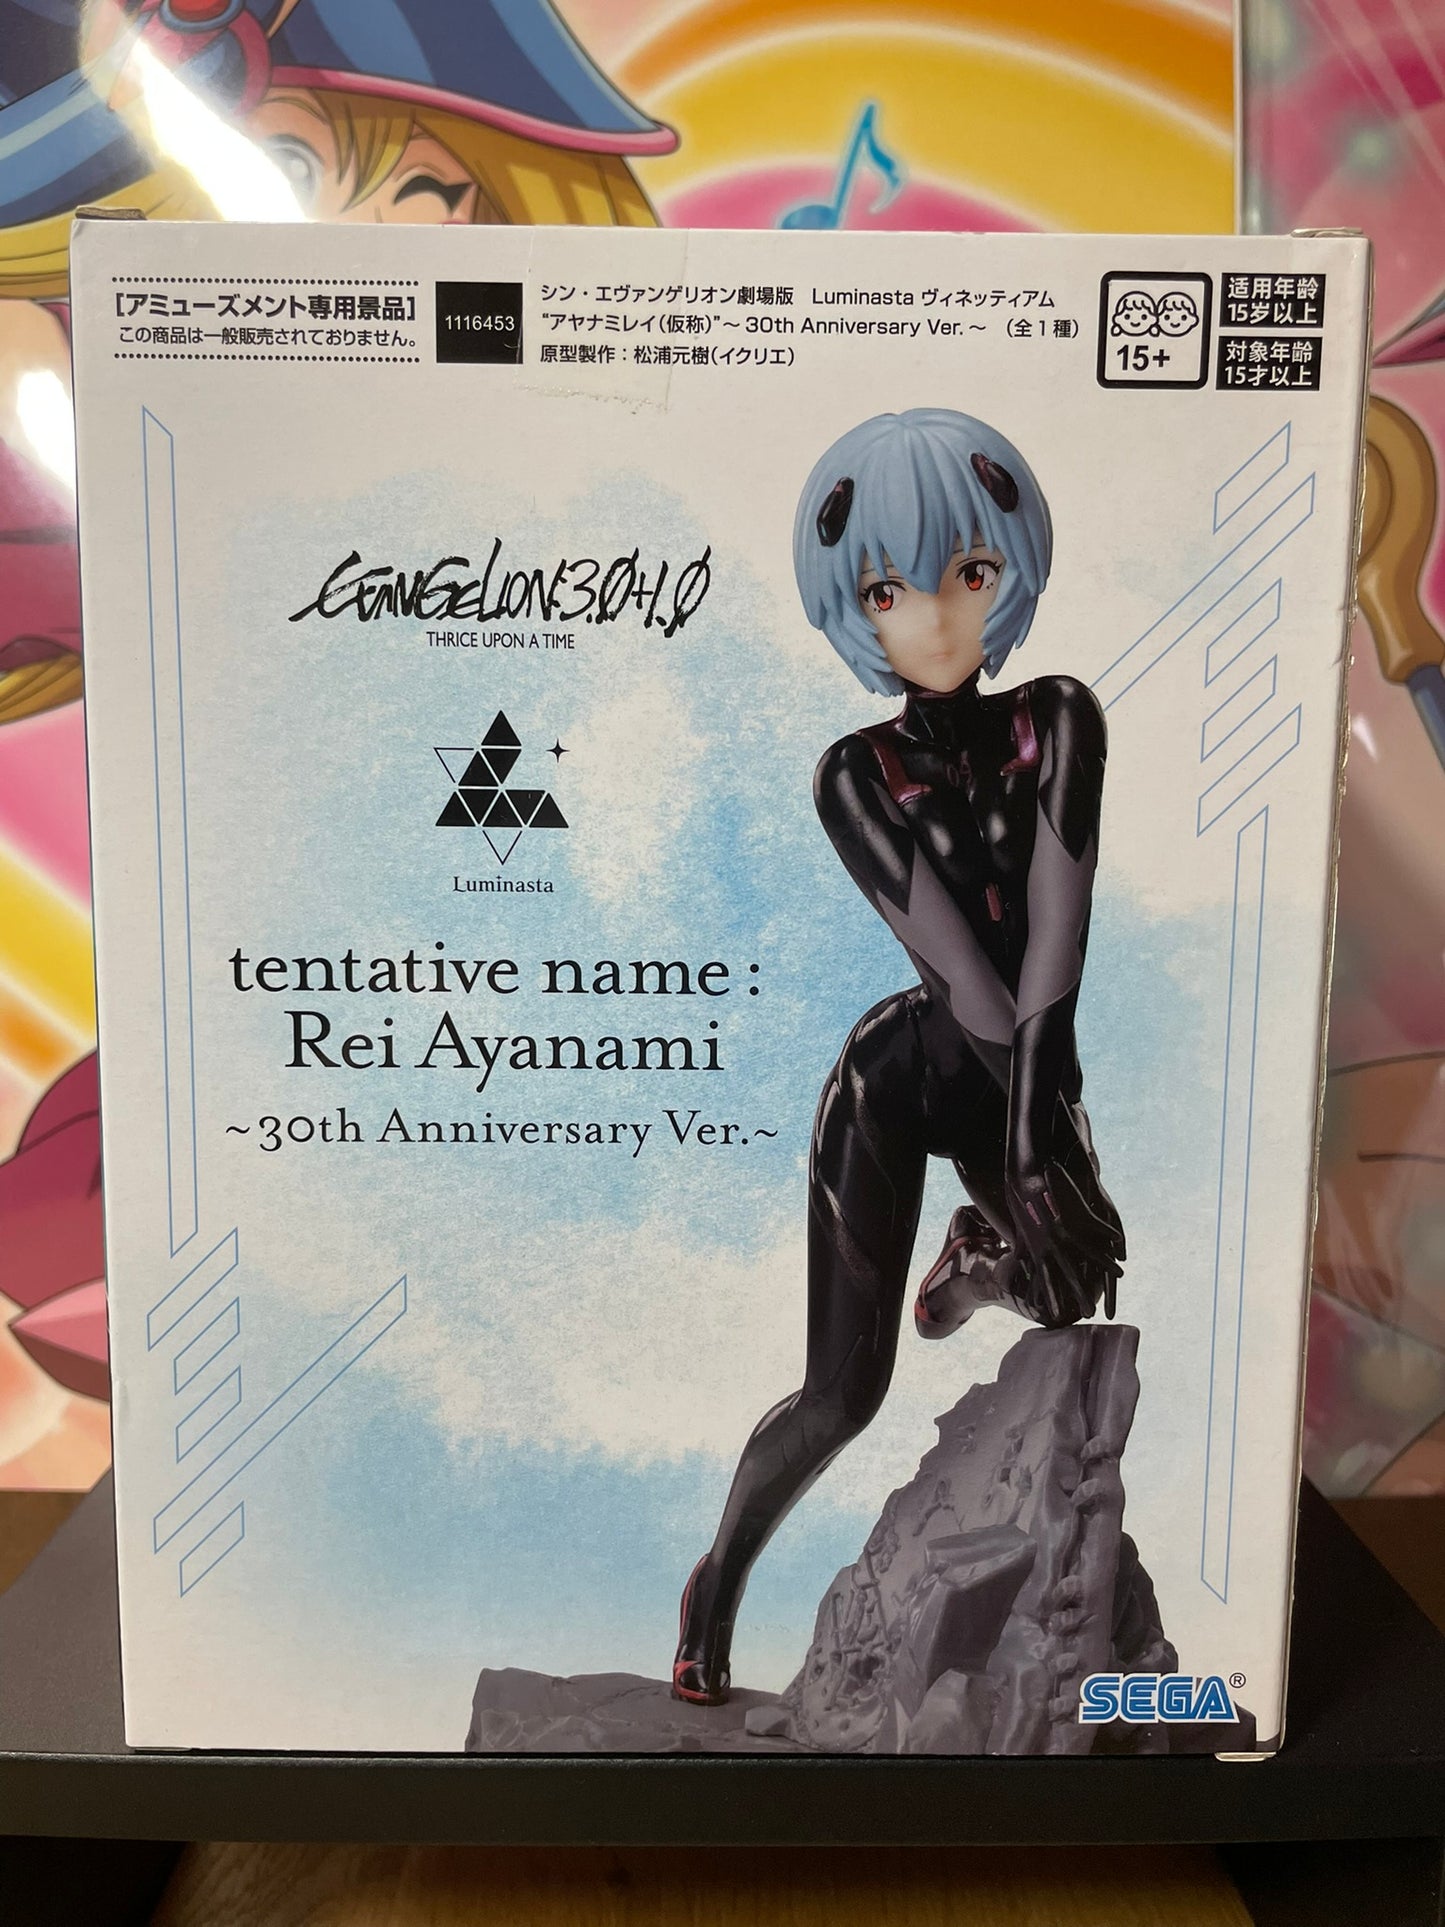 [アミューズメント専用景品]
この商品は一般販売されておりません。
1116453
シン・エヴァンゲリオン劇場版 Luminasta ヴィネッティアム
“アヤナミレイ(仮称)”～30th Anniversary Ver.～ (全1種)
原型製作：松浦元樹(イクリエ)
15+
适用年龄
15岁以上
対象年齢
15才以上
EVANGELION:3.0+1.0
THRICE UPON A TIME
Luminasta
tentative name :
Rei Ayanami
~30th Anniversary Ver.~
SEGA®